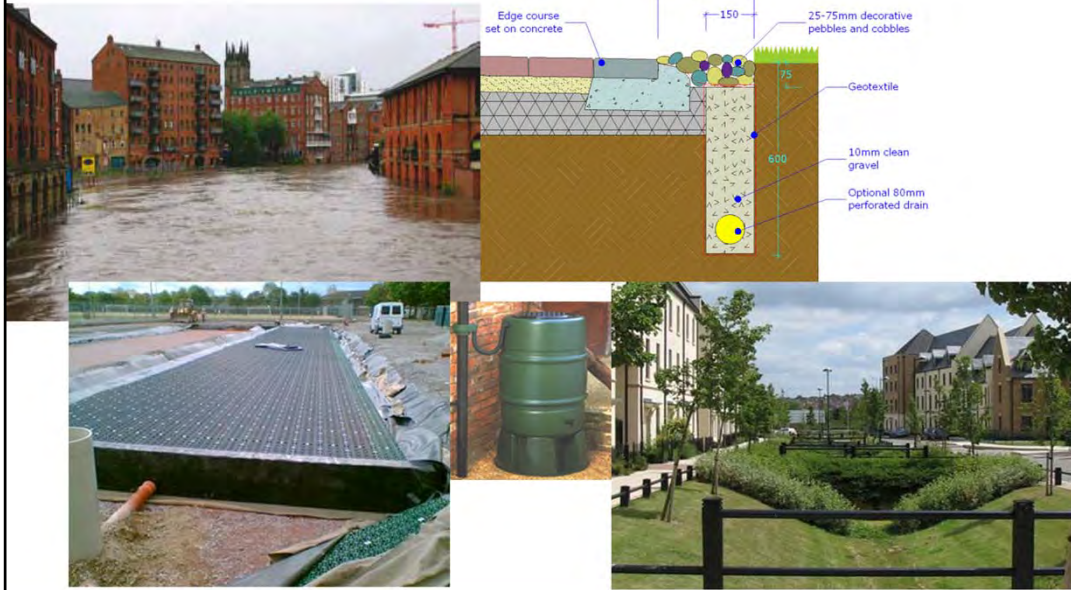 Edge course
set on concrete
150
25-75mm decorative
pebbles and cobbles
75
Geotextile
600
10mm clean
gravel
Optional 80mm
perforated drain